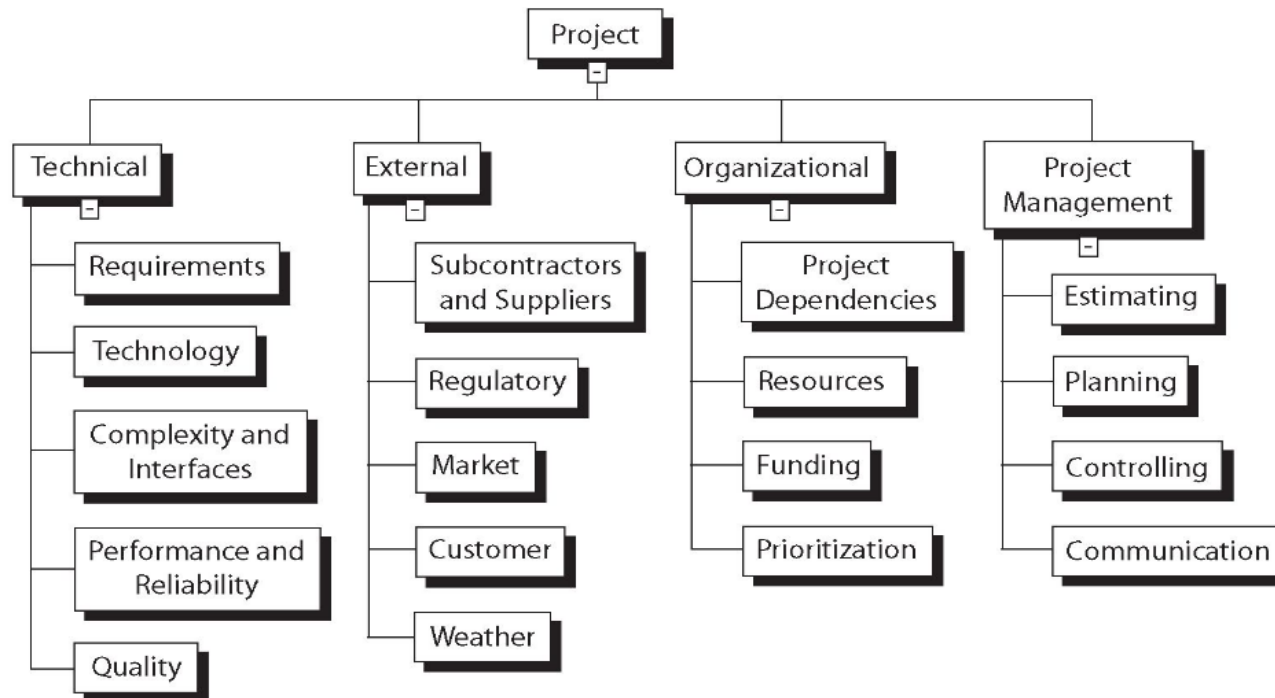 Project
Technical
Requirements
Technology
Complexity and
Interfaces
Performance and
Reliability
Quality
External
Subcontractors
and Suppliers
Regulatory
Market
Customer
Weather
Organizational
Project
Dependencies
Resources
Funding
Prioritization
Project
Management
Estimating
Planning
Controlling
Communication